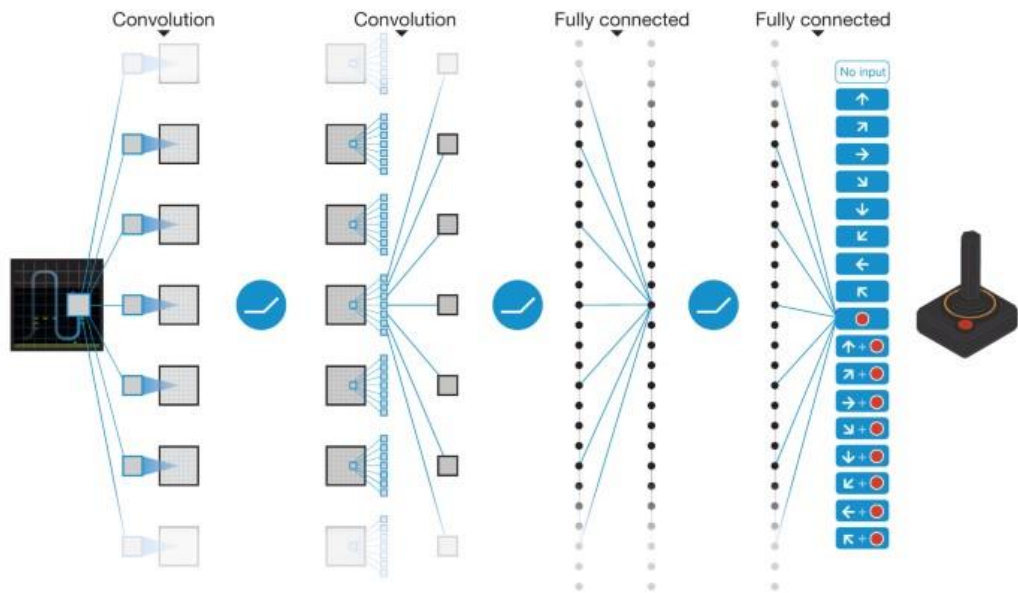 Convolution
Convolution
Fully connected
Fully connected
No input
+
+
+
+
+
+
+
+